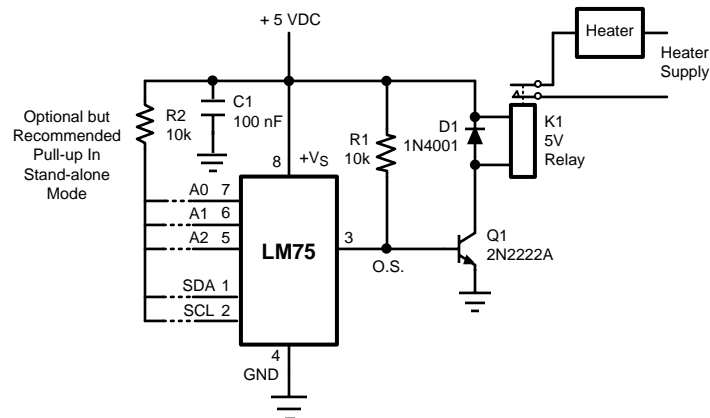 + 5 VDC
Heater
Heater
Supply
Optional but
Recommended
Pull-up In
Stand-alone
Mode
R2
10k
C1
100 nF
R1
10k
D1
1N4001
K1
5V
Relay
8
+VS
A0 7
A1 6
A2 5
LM75
3
O.S.
Q1
2N2222A
SDA 1
SCL 2
4
GND